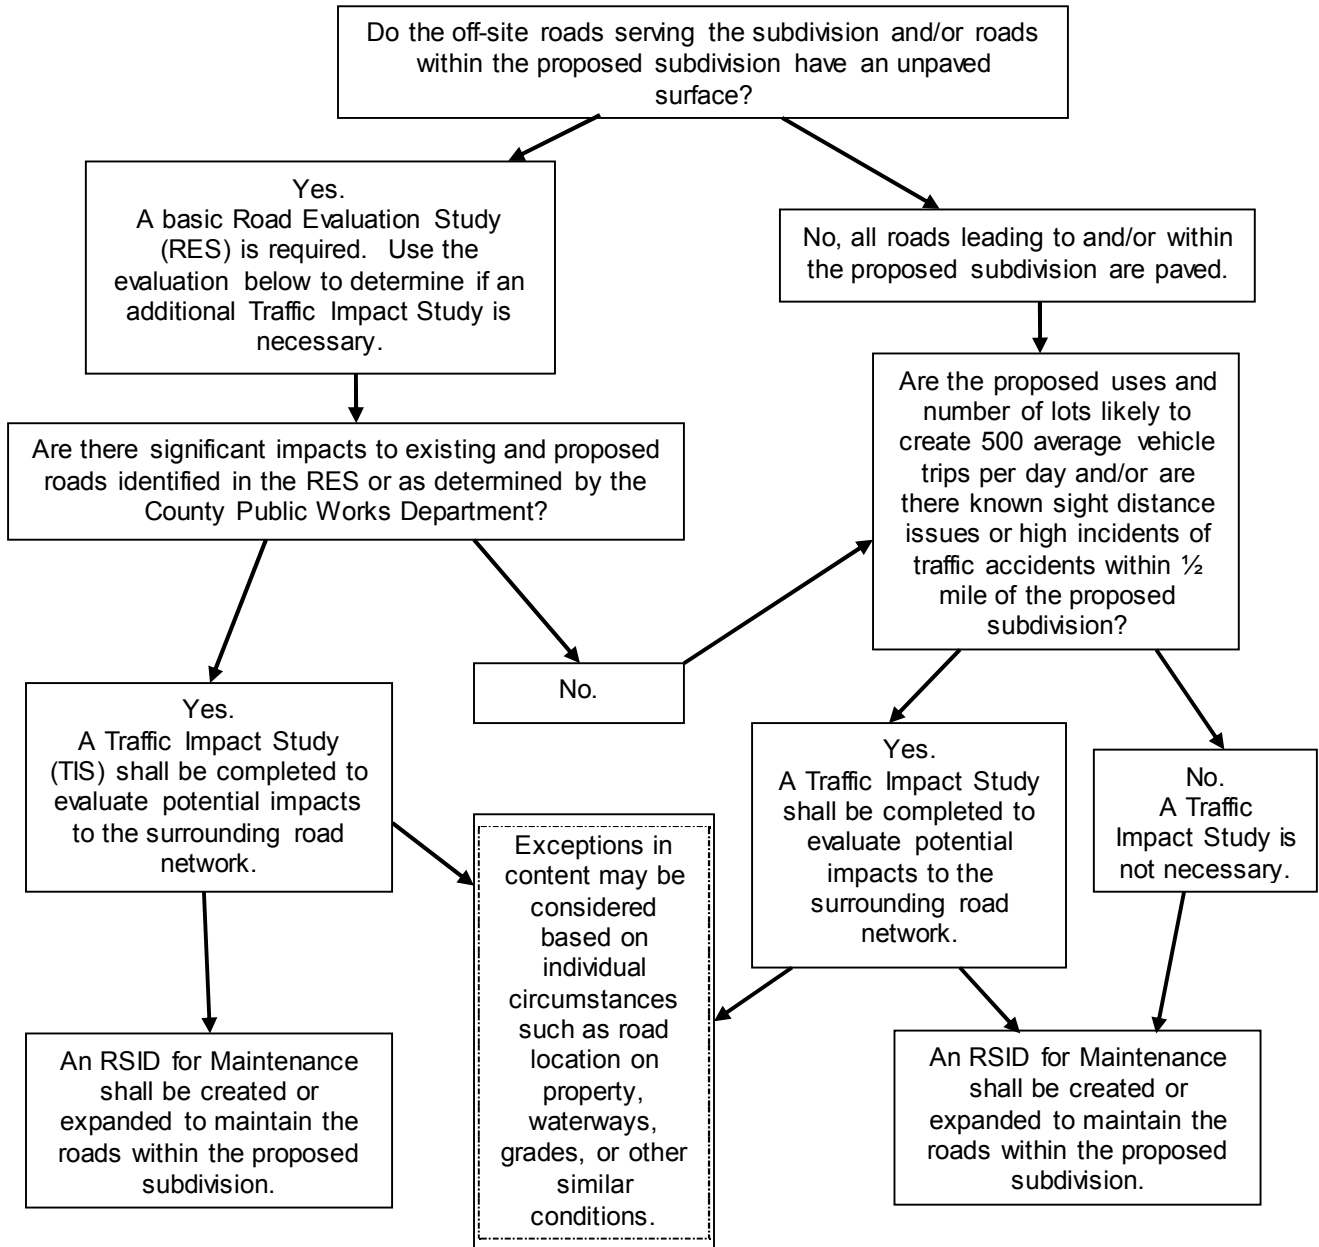 Do the off-site roads serving the subdivision and/or roads
within the proposed subdivision have an unpaved
surface?
Yes.
A basic Road Evaluation Study
(RES) is required. Use the
evaluation below to determine if an
additional Traffic Impact Study is
necessary.
No, all roads leading to and/or within
the proposed subdivision are paved.
Are there significant impacts to existing and proposed
roads identified in the RES or as determined by the
County Public Works Department?
Are the proposed uses and
number of lots likely to
create 500 average vehicle
trips per day and/or are
there known sight distance
issues or high incidents of
traffic accidents within ½
mile of the proposed
subdivision?
No.
Yes.
A Traffic Impact Study
(TIS) shall be completed to
evaluate potential impacts
to the surrounding road
network.
Yes.
A Traffic Impact Study
shall be completed to
evaluate potential
impacts to the
surrounding road
network.
No.
A Traffic
Impact Study is
not necessary.
Exceptions in
content may be
considered
based on
individual
circumstances
such as road
location on
property,
waterways,
grades, or other
similar
conditions.
An RSID for Maintenance
shall be created or
expanded to maintain the
roads within the proposed
subdivision.
An RSID for Maintenance
shall be created or
expanded to maintain the
roads within the proposed
subdivision.